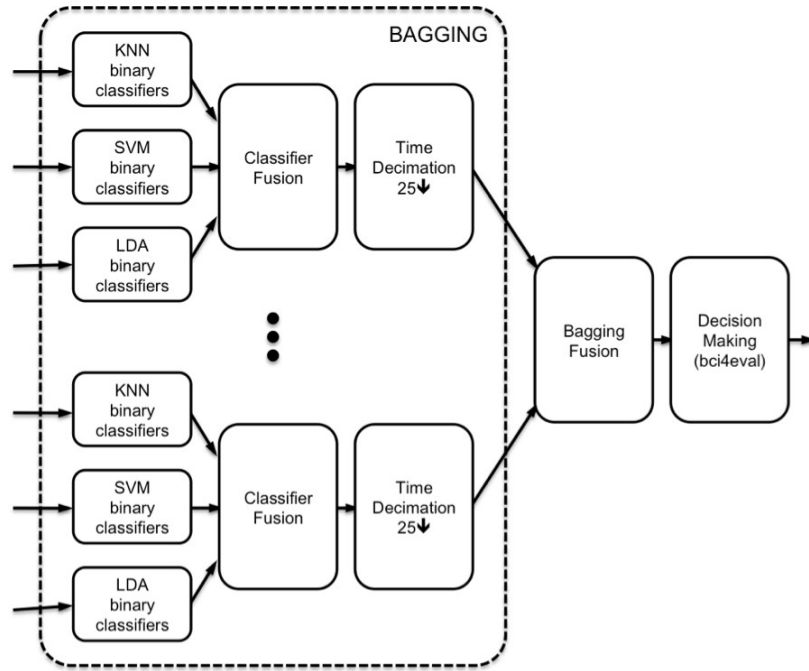 BAGGING
KNN
binary
classifiers
SVM
binary
classifiers
LDA
binary
classifiers
Classifier
Fusion
Time
Decimation
25↓
KNN
binary
classifiers
SVM
binary
classifiers
LDA
binary
classifiers
Classifier
Fusion
Time
Decimation
25↓
Bagging
Fusion
Decision
Making
(bci4eval)